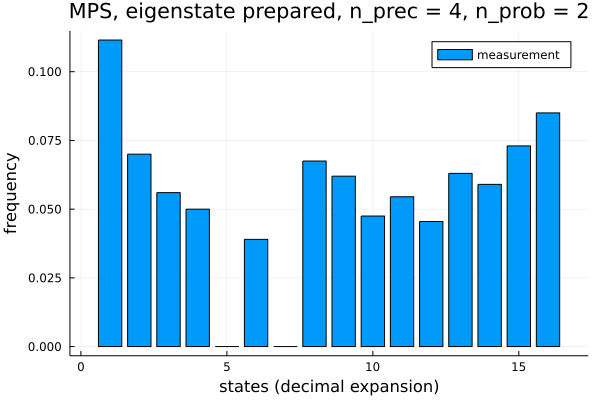 MPS, eigenstate prepared, n_prec = 4, n_prob = 2
measurement
frequency
0.100
0.075
0.050
0.025
0.000
0 5 10 15
states (decimal expansion)